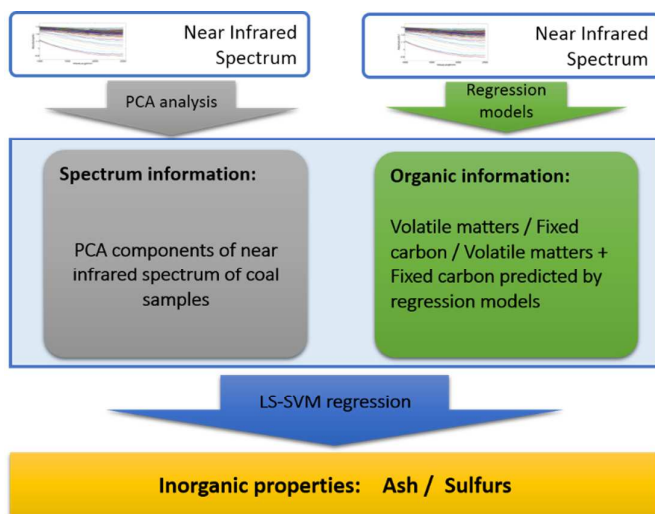 Near Infrared
Spectrum
Near Infrared
Spectrum
PCA analysis
Regression
models
Spectrum information:
PCA components of near
infrared spectrum of coal
samples
Organic information:
Volatile matters / Fixed
carbon / Volatile matters +
Fixed carbon predicted by
regression models
LS-SVM regression
Inorganic properties: Ash / Sulfurs